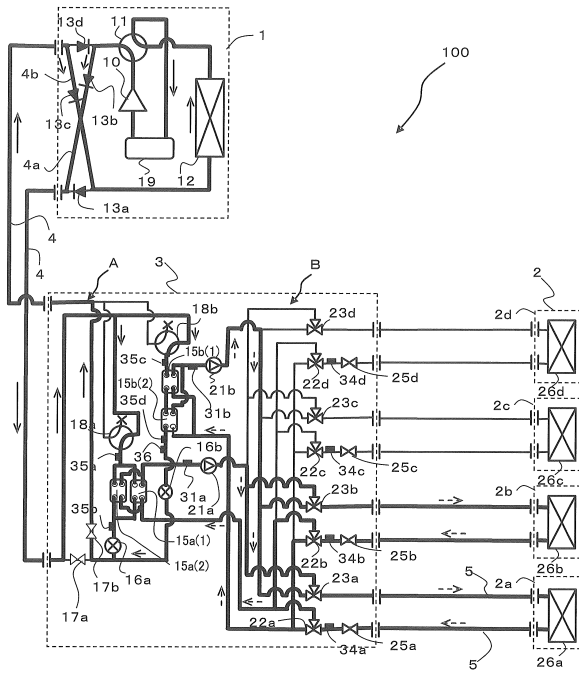 13d
11
1
10
4b
13b
13c
4a
19
12
13a
100
4
4
A
3
B
2
18b
23d
2d
35c
15b(1)
22d
26d
15b(2)
21b
34d
25d
35d
31b
23c
2c
18a
36
16b
22c
34c
25c
26c
35a
31a
21a
23b
2b
35b
15a(1)
22b
34b
25b
26b
17b
16a
15a(2)
23a
2a
17a
22a
5
34a
25a
5
26a